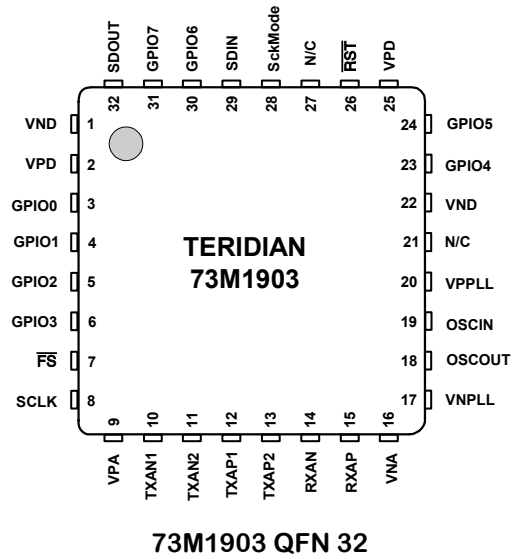 SDOUT
GPIO7
GPIO6
SDIN
SckMode
N/C
RST
VPD
32
31
30
29
28
27
26
25
VND 1
VPD 2
GPIO0 3
GPIO1 4
GPIO2 5
GPIO3 6
FS 7
SCLK 8
TERIDIAN
73M1903
24 GPIO5
23 GPIO4
22 VND
21 N/C
20 VPPLL
19 OSCIN
18 OSCOUT
17 VNPLL
9
10
11
12
13
14
15
16
VPA
TXAN1
TXAN2
TXAP1
TXAP2
RXAN
RXAP
VNA
73M1903 QFN 32